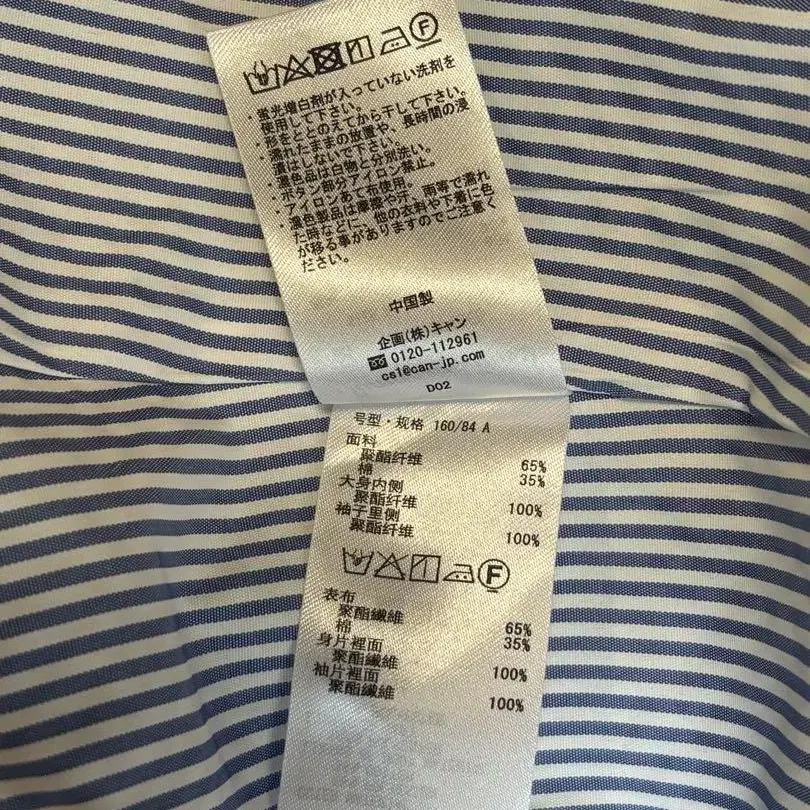 F
・蛍光増白剤が入っていない洗剤を
使用して下さい。
・形をととのえてから干して下さい。
・濡れたままの放置や、長時間の浸
漬はしないで下さい。
・濃色品は白物と分別洗い。
・ボタン部分アイロン禁止。
・アイロンあて布使用。
・濃色製品は摩擦や汗、雨等で濡れ
た時などに、他の衣料や下着に色
が移る事がありますのでご注意く
ださい。
中国製
企画(株)キャン
0120-112961
cs1@can-jp.com
D02
号型・规格 160/84 A
面料
聚酯纤维 65%
棉 35%
大身内侧
聚酯纤维 100%
袖子里侧
聚酯纤维 100%
F
表布
聚酯纖維 65%
棉 35%
身片裡面
聚酯纖維 100%
袖片裡面
聚酯纖維 100%